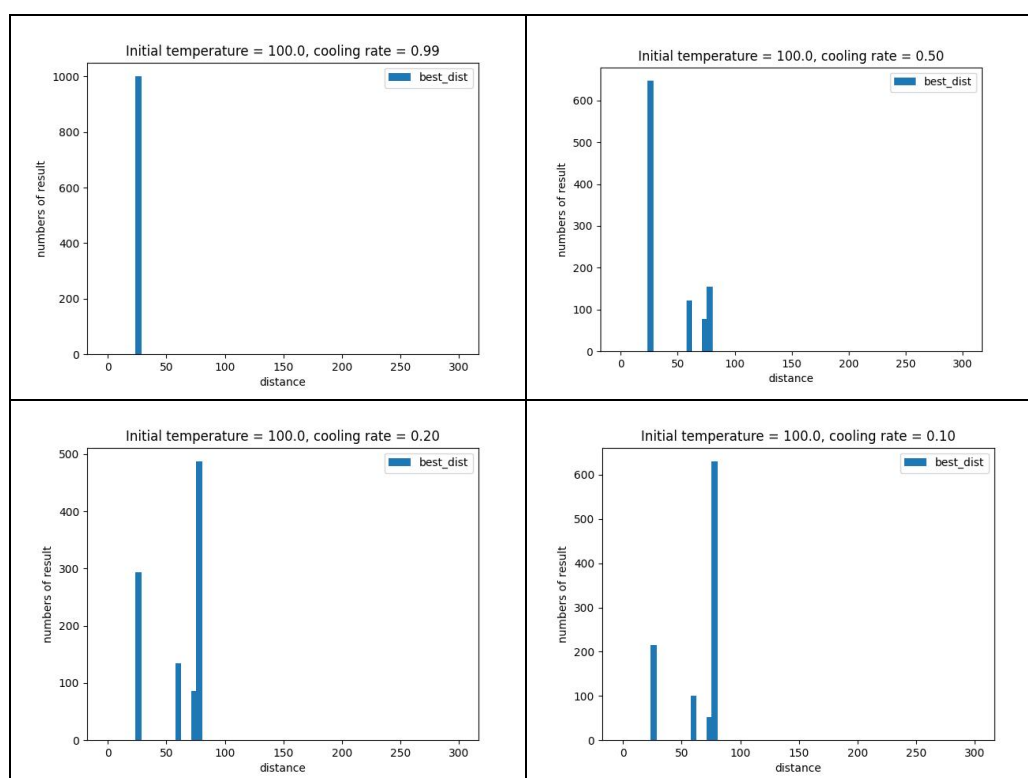 Initial temperature = 100.0, cooling rate = 0.99
best_dist
1000
800
600
400
200
0
numbers of result
0 50 100 150 200 250 300
distance
Initial temperature = 100.0, cooling rate = 0.50
best_dist
600
500
400
300
200
100
0
numbers of result
0 50 100 150 200 250 300
distance
Initial temperature = 100.0, cooling rate = 0.20
best_dist
500
400
300
200
100
0
numbers of result
0 50 100 150 200 250 300
distance
Initial temperature = 100.0, cooling rate = 0.10
best_dist
600
500
400
300
200
100
0
numbers of result
0 50 100 150 200 250 300
distance